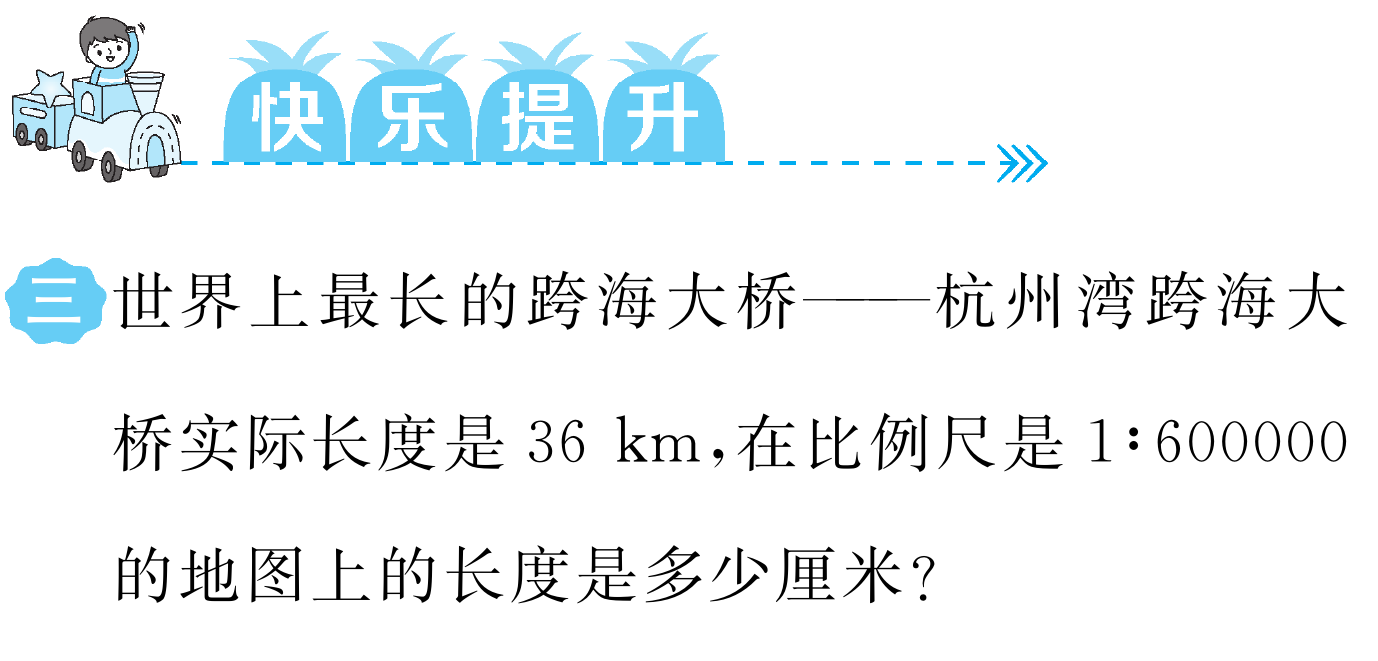 快乐提升
三 世界上最长的跨海大桥——杭州湾跨海大
桥实际长度是 36 km,在比例尺是 1∶600000
的地图上的长度是多少厘米?